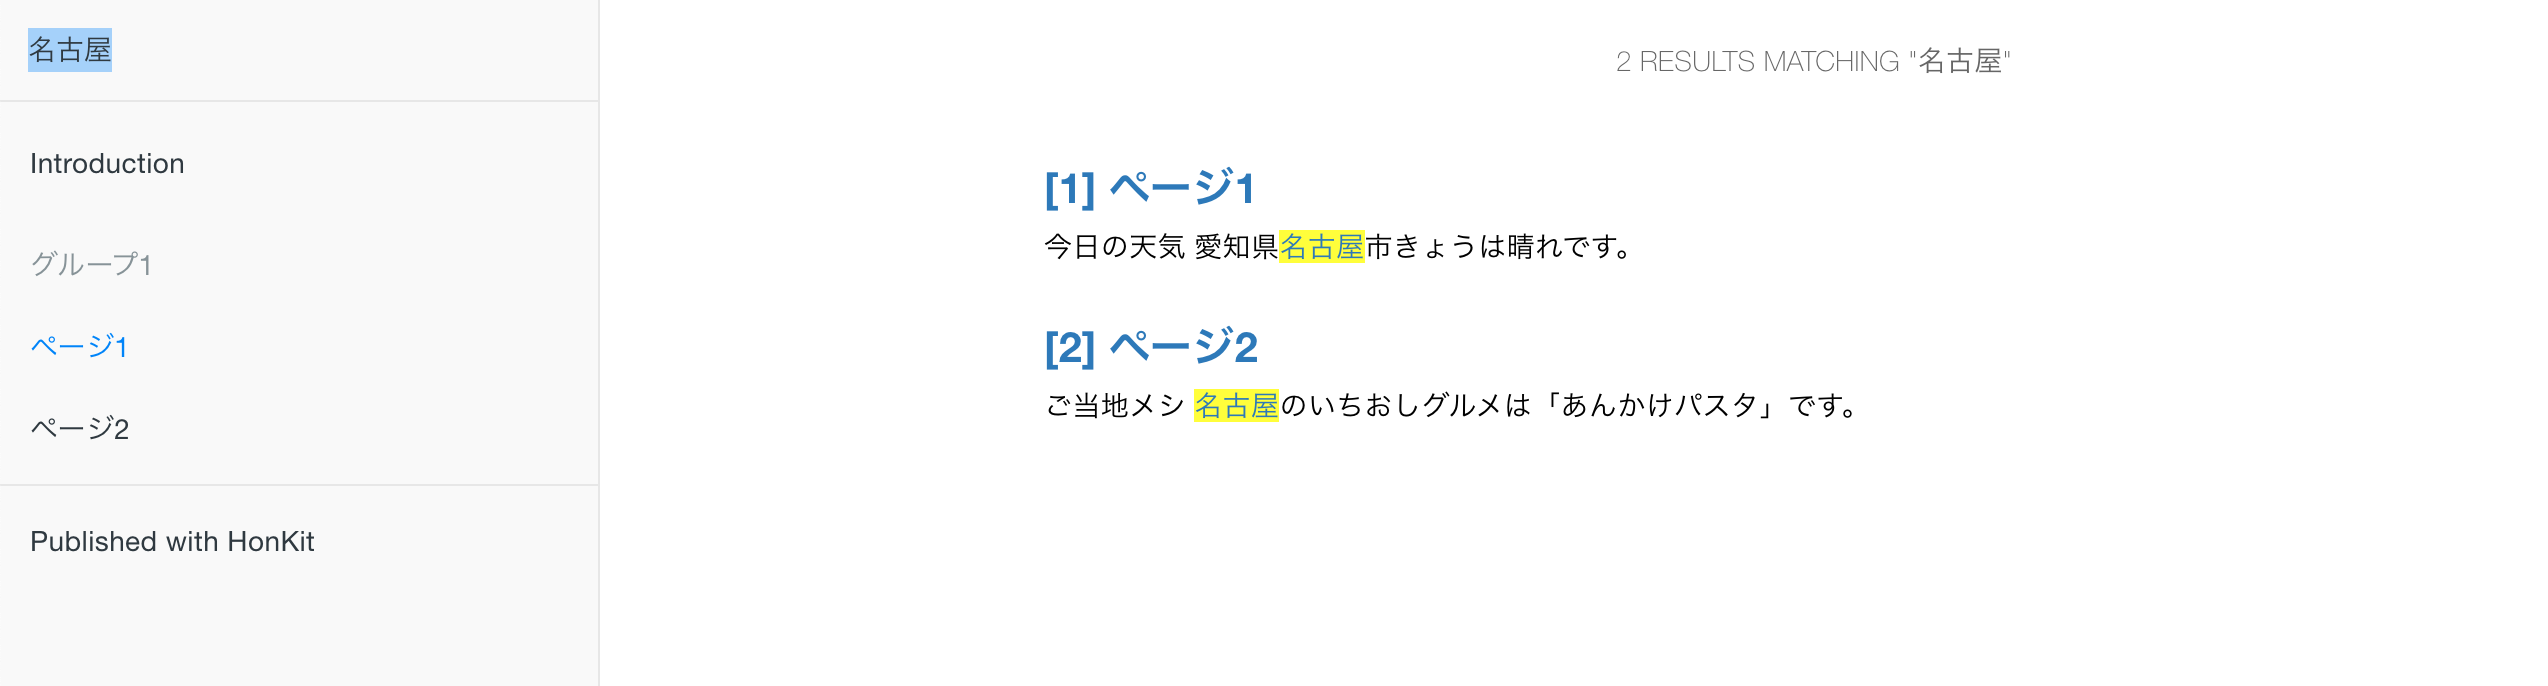 名古屋
Introduction
グループ1
ページ1
ページ2
Published with HonKit
2 RESULTS MATCHING "名古屋"
[1] ページ1
今日の天気 愛知県名古屋市きょうは晴れです。
[2] ページ2
ご当地メシ 名古屋のいちおしグルメは「あんかけパスタ」です。